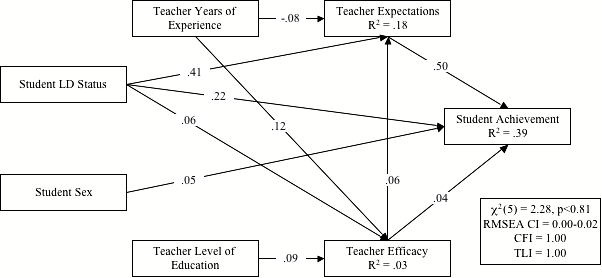 Teacher Years of
Experience
-.08
Teacher Expectations
R² = .18
Student LD Status
.41
.50
.22
.06
.12
Student Achievement
R² = .39
Student Sex
.05
.06
.04
Teacher Level of
Education
.09
Teacher Efficacy
R² = .03
χ²(5) = 2.28, p<0.81
RMSEA CI = 0.00-0.02
CFI = 1.00
TLI = 1.00